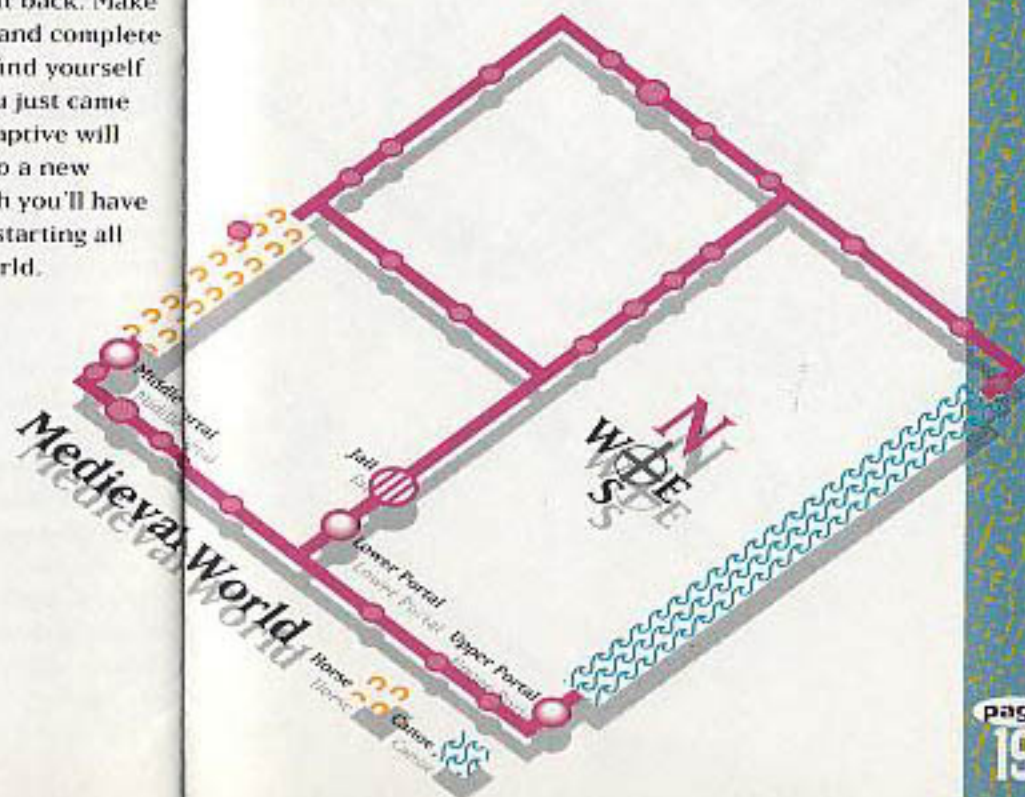 t back. Make
and complete
ind yourself
u just came
aptive will
o a new
h you'll have
starting all
rld.
Middle Portal
Jail
N
W E
S
Medieval World
Lower Portal
Upper Portal
Horse
Canoe
pag
19